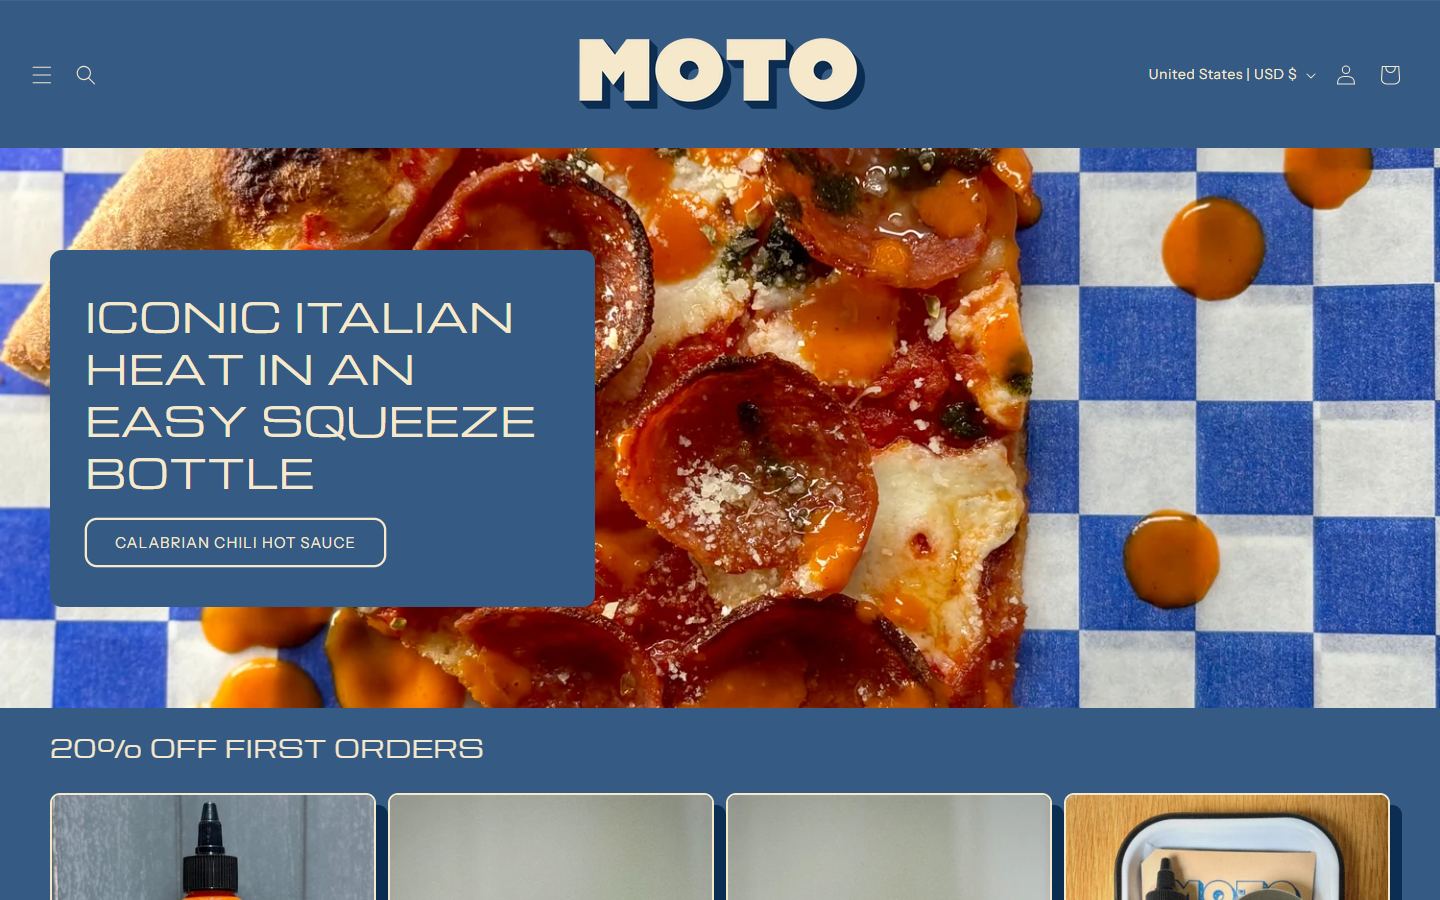 MOTO
United States | USD $
ICONIC ITALIAN
HEAT IN AN
EASY SQUEEZE
BOTTLE
CALABRIAN CHILI HOT SAUCE
20% OFF FIRST ORDERS
MOTO